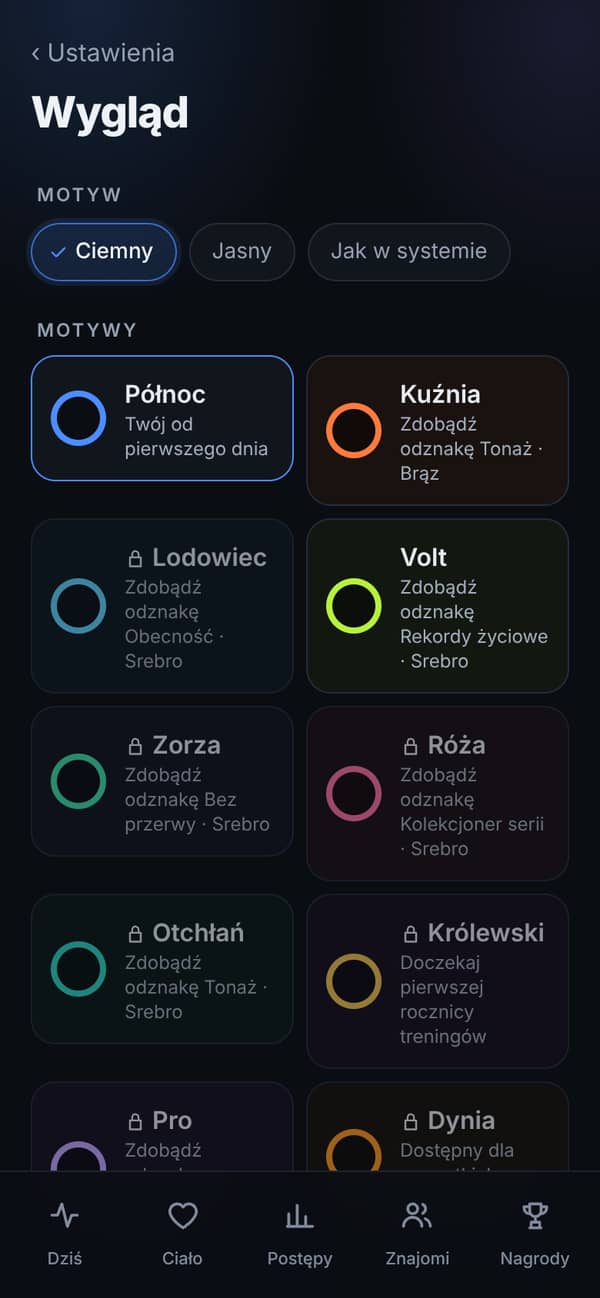 ‹ Ustawienia
Wygląd
MOTYW
Ciemny
Jasny
Jak w systemie
MOTYWY
Północ
Twój od
pierwszego dnia
Kuźnia
Zdobądź
odznakę Tonaż ·
Brąz
Lodowiec
Zdobądź
odznakę
Obecność ·
Srebro
Volt
Zdobądź
odznakę
Rekordy życiowe
· Srebro
Zorza
Zdobądź
odznakę Bez
przerwy · Srebro
Róża
Zdobądź
odznakę
Kolekcjoner serii
· Srebro
Otchłań
Zdobądź
odznakę Tonaż ·
Srebro
Królewski
Doczekaj
pierwszej
rocznicy
treningów
Pro
Zdobądź
Dynia
Dostępny dla
Dziś
Ciało
Postępy
Znajomi
Nagrody